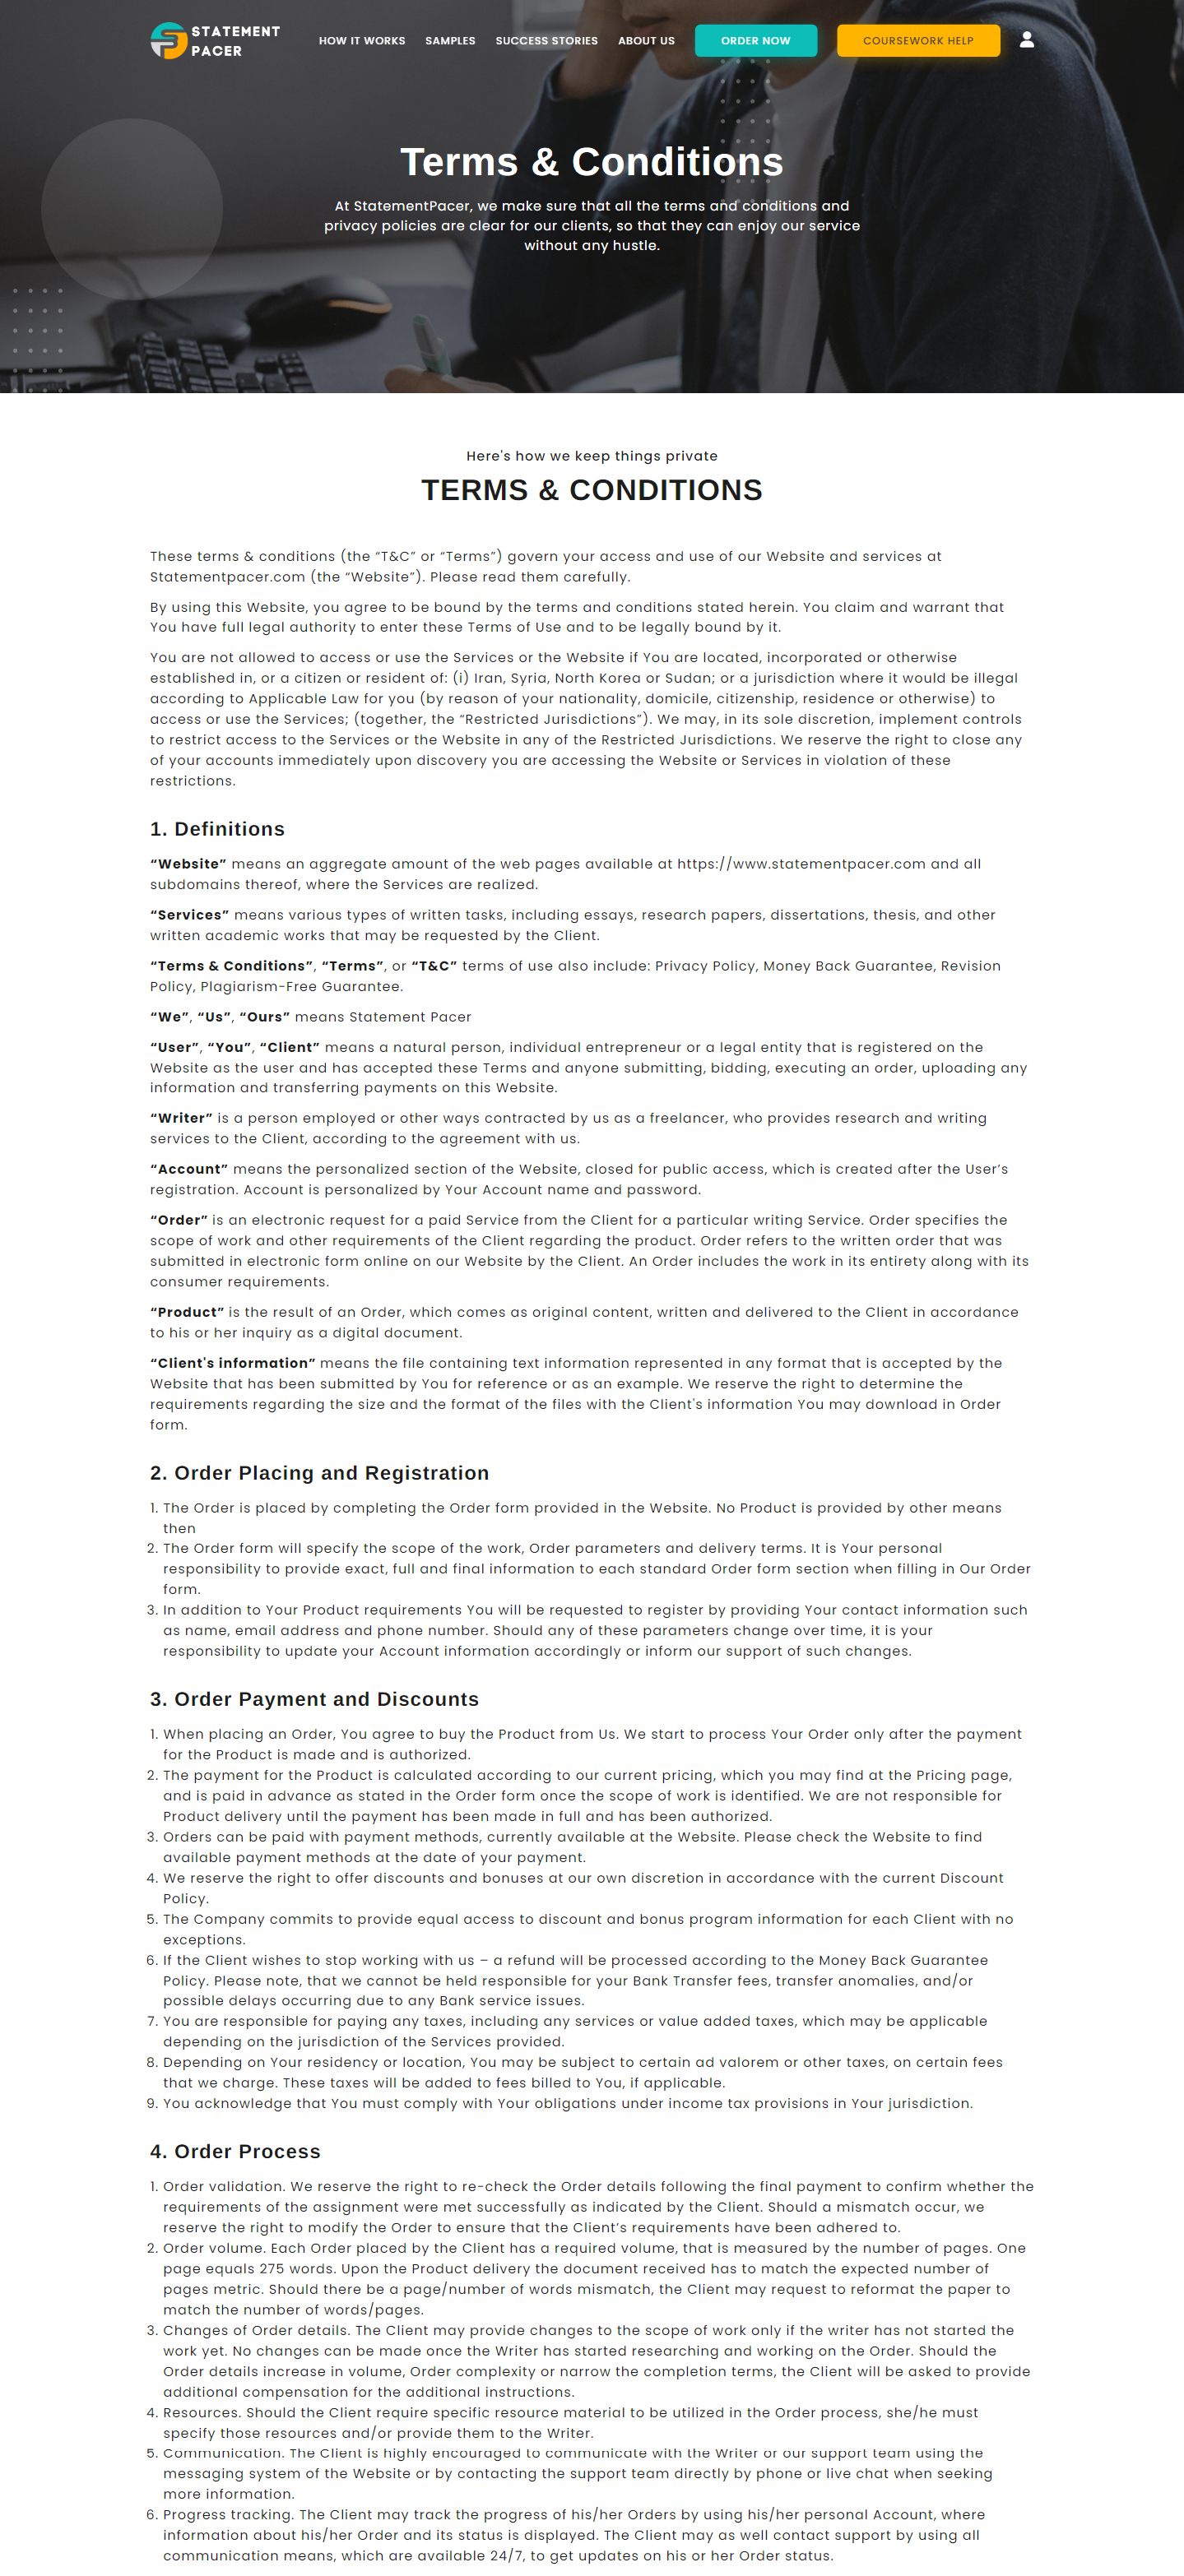 STATEMENT
PACER
HOW IT WORKS
SAMPLES
SUCCESS STORIES
ABOUT US
ORDER NOW
COURSEWORK HELP
Terms & Conditions
At StatementPacer, we make sure that all the terms and conditions and
privacy policies are clear for our clients, so that they can enjoy our service
without any hustle.
Here's how we keep things private
TERMS & CONDITIONS
These terms & conditions (the “T&C” or “Terms”) govern your access and use of our Website and services at
Statementpacer.com (the “Website”). Please read them carefully.
By using this Website, you agree to be bound by the terms and conditions stated herein. You claim and warrant that
You have full legal authority to enter these Terms of Use and to be legally bound by it.
You are not allowed to access or use the Services or the Website if You are located, incorporated or otherwise
established in, or a citizen or resident of: (i) Iran, Syria, North Korea or Sudan; or a jurisdiction where it would be illegal
according to Applicable Law for you (by reason of your nationality, domicile, citizenship, residence or otherwise) to
access or use the Services; (together, the “Restricted Jurisdictions”). We may, in its sole discretion, implement controls
to restrict access to the Services or the Website in any of the Restricted Jurisdictions. We reserve the right to close any
of your accounts immediately upon discovery you are accessing the Website or Services in violation of these
restrictions.
1. Definitions
“Website” means an aggregate amount of the web pages available at https://www.statementpacer.com and all
subdomains thereof, where the Services are realized.
“Services” means various types of written tasks, including essays, research papers, dissertations, thesis, and other
written academic works that may be requested by the Client.
“Terms & Conditions”, “Terms”, or “T&C” terms of use also include: Privacy Policy, Money Back Guarantee, Revision
Policy, Plagiarism-Free Guarantee.
“We”, “Us”, “Ours” means Statement Pacer
“User”, “You”, “Client” means a natural person, individual entrepreneur or a legal entity that is registered on the
Website as the user and has accepted these Terms and anyone submitting, bidding, executing an order, uploading any
information and transferring payments on this Website.
“Writer” is a person employed or other ways contracted by us as a freelancer, who provides research and writing
services to the Client, according to the agreement with us.
“Account” means the personalized section of the Website, closed for public access, which is created after the User’s
registration. Account is personalized by Your Account name and password.
“Order” is an electronic request for a paid Service from the Client for a particular writing Service. Order specifies the
scope of work and other requirements of the Client regarding the product. Order refers to the written order that was
submitted in electronic form online on our Website by the Client. An Order includes the work in its entirety along with its
consumer requirements.
“Product” is the result of an Order, which comes as original content, written and delivered to the Client in accordance
to his or her inquiry as a digital document.
“Client's information” means the file containing text information represented in any format that is accepted by the
Website that has been submitted by You for reference or as an example. We reserve the right to determine the
requirements regarding the size and the format of the files with the Client's information You may download in Order
form.
2. Order Placing and Registration
1. The Order is placed by completing the Order form provided in the Website. No Product is provided by other means
then
2. The Order form will specify the scope of the work, Order parameters and delivery terms. It is Your personal
responsibility to provide exact, full and final information to each standard Order form section when filling in Our Order
form.
3. In addition to Your Product requirements You will be requested to register by providing Your contact information such
as name, email address and phone number. Should any of these parameters change over time, it is your
responsibility to update your Account information accordingly or inform our support of such changes.
3. Order Payment and Discounts
1. When placing an Order, You agree to buy the Product from Us. We start to process Your Order only after the payment
for the Product is made and is authorized.
2. The payment for the Product is calculated according to our current pricing, which you may find at the Pricing page,
and is paid in advance as stated in the Order form once the scope of work is identified. We are not responsible for
Product delivery until the payment has been made in full and has been authorized.
3. Orders can be paid with payment methods, currently available at the Website. Please check the Website to find
available payment methods at the date of your payment.
4. We reserve the right to offer discounts and bonuses at our own discretion in accordance with the current Discount
Policy.
5. The Company commits to provide equal access to discount and bonus program information for each Client with no
exceptions.
6. If the Client wishes to stop working with us – a refund will be processed according to the Money Back Guarantee
Policy. Please note, that we cannot be held responsible for your Bank Transfer fees, transfer anomalies, and/or
possible delays occurring due to any Bank service issues.
7. You are responsible for paying any taxes, including any services or value added taxes, which may be applicable
depending on the jurisdiction of the Services provided.
8. Depending on Your residency or location, You may be subject to certain ad valorem or other taxes, on certain fees
that we charge. These taxes will be added to fees billed to You, if applicable.
9. You acknowledge that You must comply with Your obligations under income tax provisions in Your jurisdiction.
4. Order Process
1. Order validation. We reserve the right to re-check the Order details following the final payment to confirm whether the
requirements of the assignment were met successfully as indicated by the Client. Should a mismatch occur, we
reserve the right to modify the Order to ensure that the Client’s requirements have been adhered to.
2. Order volume. Each Order placed by the Client has a required volume, that is measured by the number of pages. One
page equals 275 words. Upon the Product delivery the document received has to match the expected number of
pages metric. Should there be a page/number of words mismatch, the Client may request to reformat the paper to
match the number of words/pages.
3. Changes of Order details. The Client may provide changes to the scope of work only if the writer has not started the
work yet. No changes can be made once the Writer has started researching and working on the Order. Should the
Order details increase in volume, Order complexity or narrow the completion terms, the Client will be asked to provide
additional compensation for the additional instructions.
4. Resources. Should the Client require specific resource material to be utilized in the Order process, she/he must
specify those resources and/or provide them to the Writer.
5. Communication. The Client is highly encouraged to communicate with the Writer or our support team using the
messaging system of the Website or by contacting the support team directly by phone or live chat when seeking
more information.
6. Progress tracking. The Client may track the progress of his/her Orders by using his/her personal Account, where
information about his/her Order and its status is displayed. The Client may as well contact support by using all
communication means, which are available 24/7, to get updates on his or her Order status.